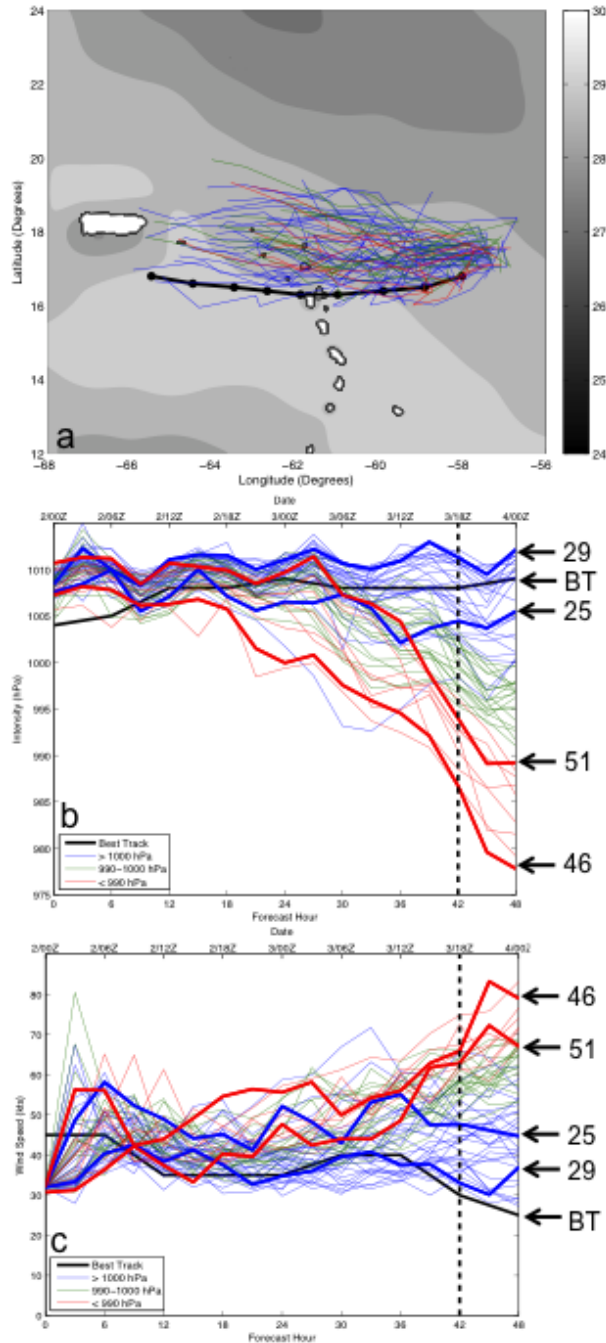 24
22
20
18
16
14
12
Latitude (Degrees)
a
-68 -66 -64 -62 -60 -58 -56
Longitude (Degrees)
30
29
28
27
26
25
24
Date
2/00Z 2/06Z 2/12Z 2/18Z 3/00Z 3/06Z 3/12Z 3/18Z 4/00Z
1010
1005
1000
995
990
985
980
975
Intensity (hPa)
29
BT
25
51
46
b
Best Track
> 1000 hPa
990-1000 hPa
< 990 hPa
0 6 12 18 24 30 36 42 48
Forecast Hour
Date
2/00Z 2/06Z 2/12Z 2/18Z 3/00Z 3/06Z 3/12Z 3/18Z 4/00Z
80
70
60
50
40
30
20
10
0
Wind Speed (kts)
46
51
25
29
BT
c
Best Track
> 1000 hPa
990-1000 hPa
< 990 hPa
0 6 12 18 24 30 36 42 48
Forecast Hour